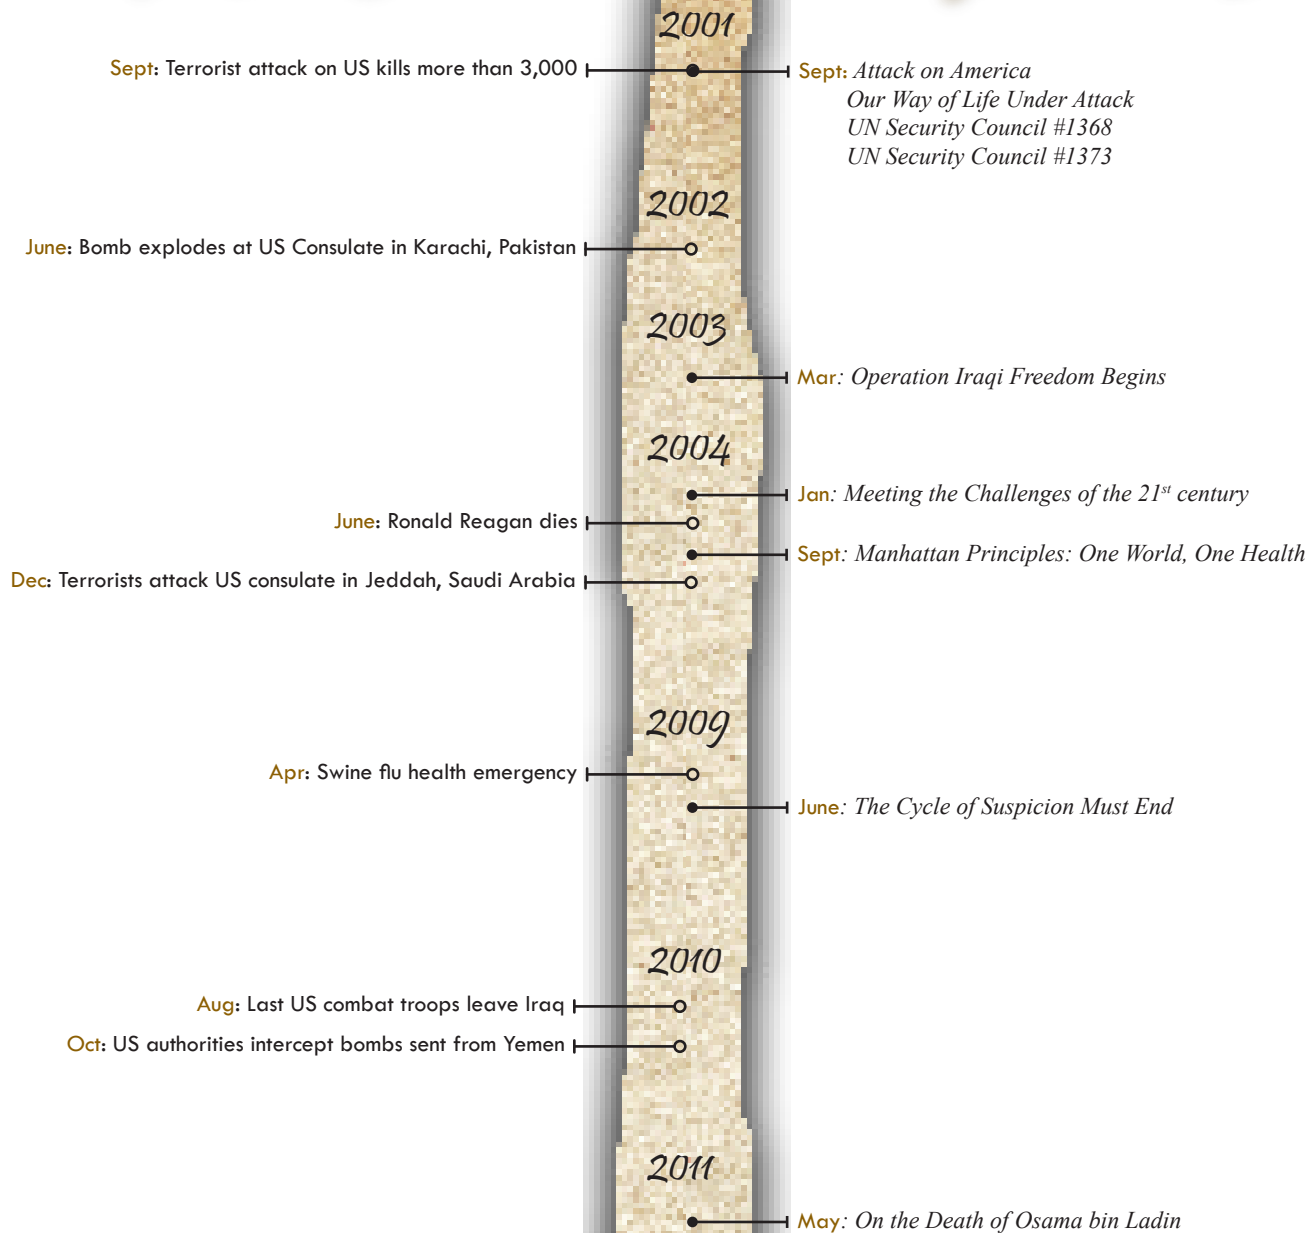 2001
Sept: Terrorist attack on US kills more than 3,000
Sept: Attack on America
Our Way of Life Under Attack
UN Security Council #1368
UN Security Council #1373
2002
June: Bomb explodes at US Consulate in Karachi, Pakistan
2003
Mar: Operation Iraqi Freedom Begins
2004
Jan: Meeting the Challenges of the 21st century
June: Ronald Reagan dies
Sept: Manhattan Principles: One World, One Health
Dec: Terrorists attack US consulate in Jeddah, Saudi Arabia
2009
Apr: Swine flu health emergency
June: The Cycle of Suspicion Must End
2010
Aug: Last US combat troops leave Iraq
Oct: US authorities intercept bombs sent from Yemen
2011
May: On the Death of Osama bin Ladin